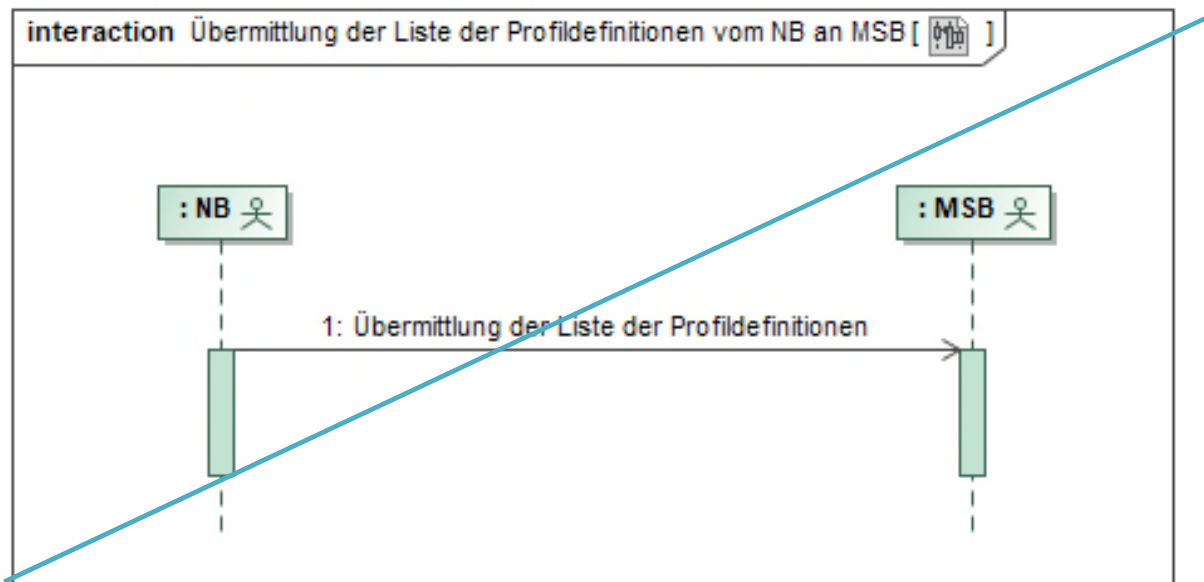 interaction Übermittlung der Liste der Profildefinitionen vom NB an MSB [ ]
: NB
: MSB
1: Übermittlung der Liste der Profildefinitionen